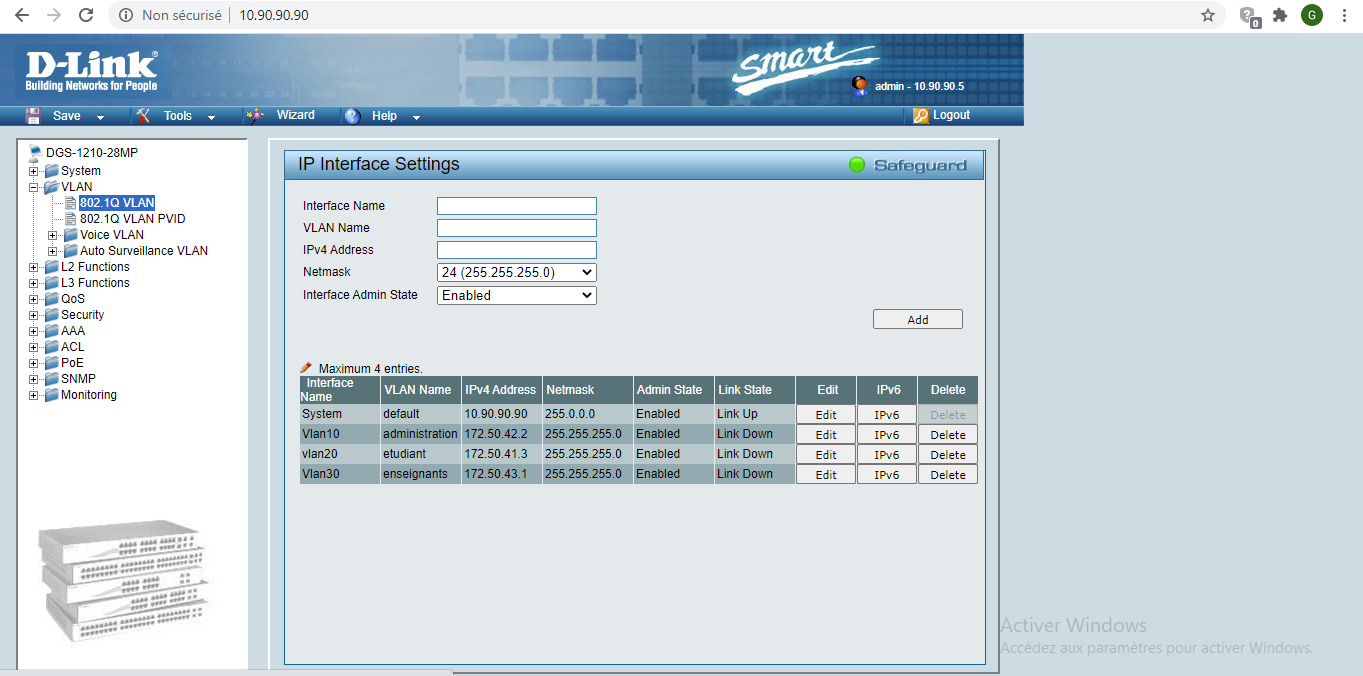 Non sécurisé 10.90.90.90
0
G
D-Link®
Building Networks for People
smart
admin - 10.90.90.5
Save Tools Wizard Help Logout
DGS-1210-28MP
System
VLAN
802.1Q VLAN
802.1Q VLAN PVID
Voice VLAN
Auto Surveillance VLAN
L2 Functions
L3 Functions
QoS
Security
AAA
ACL
PoE
SNMP
Monitoring
IP Interface Settings Safeguard
Interface Name
VLAN Name
IPv4 Address
Netmask 24 (255.255.255.0)
Interface Admin State Enabled
Add
Maximum 4 entries.
Interface Name VLAN Name IPv4 Address Netmask Admin State Link State Edit IPv6 Delete
System default 10.90.90.90 255.0.0.0 Enabled Link Up Edit IPv6 Delete
Vlan10 administration 172.50.42.2 255.255.255.0 Enabled Link Down Edit IPv6 Delete
vlan20 etudiant 172.50.41.3 255.255.255.0 Enabled Link Down Edit IPv6 Delete
Vlan30 enseignants 172.50.43.1 255.255.255.0 Enabled Link Down Edit IPv6 Delete
Activer Windows
Accédez aux paramètres pour activer Windows.